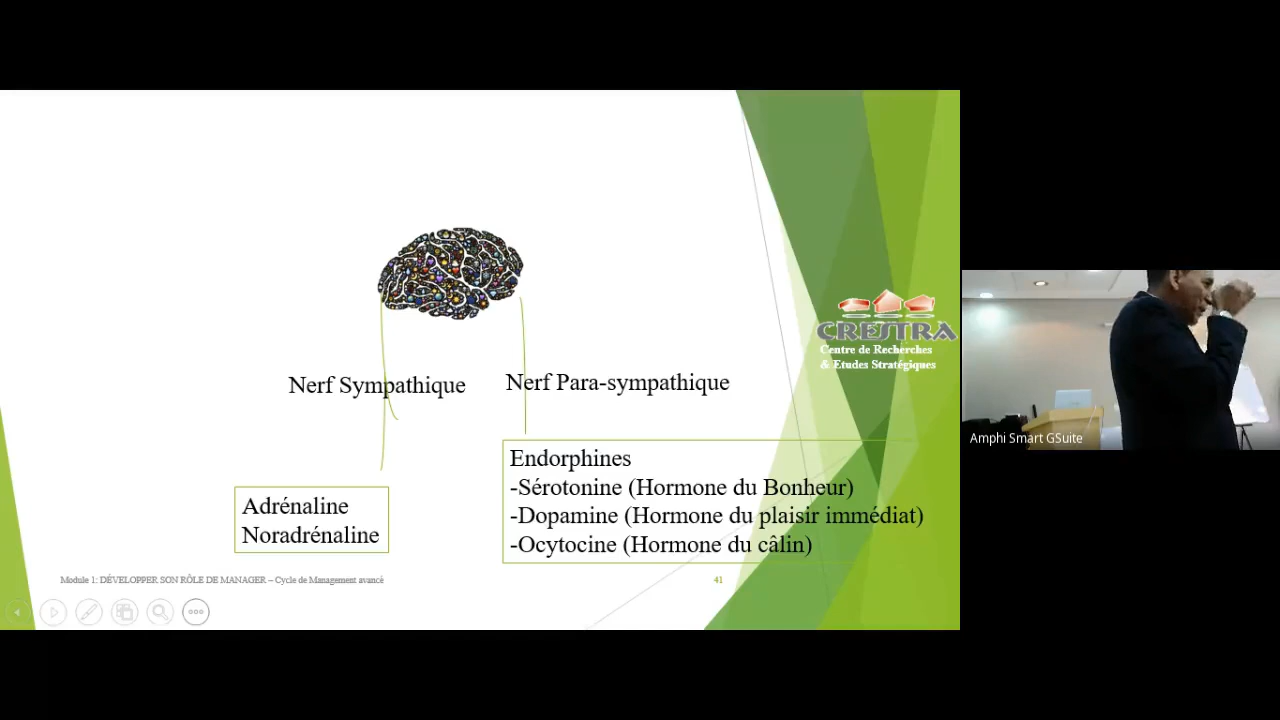 Nerf Sympathique
Nerf Para-sympathique
Adrénaline
Noradrénaline
Endorphines
-Sérotonine (Hormone du Bonheur)
-Dopamine (Hormone du plaisir immédiat)
-Ocytocine (Hormone du câlin)
CRESTRA
Centre de Recherches
& Etudes Stratégiques
Module 1: DÉVELOPPER SON RÔLE DE MANAGER – Cycle de Management avancé
41
Amphi Smart GSuite